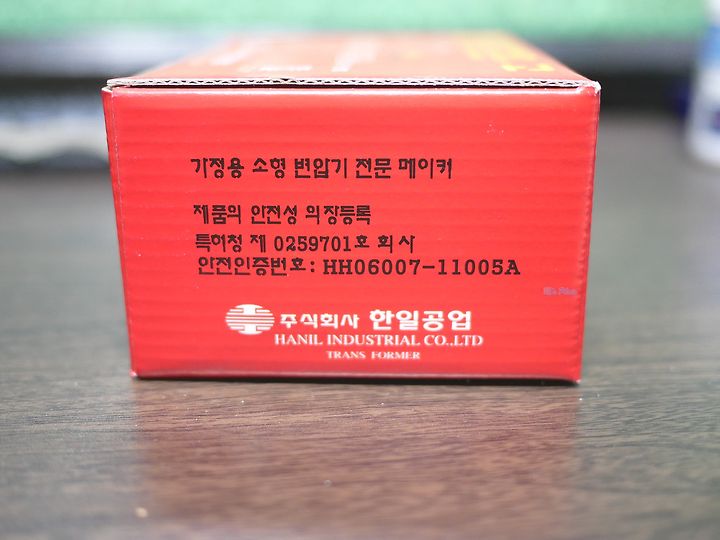 가정용 소형 변압기 전문 메이커
제품의 안전성 의장등록
특허청 제 0259701호 회사
안전인증번호: HH06007-11005A
주식회사 한일공업
HANIL INDUSTRIAL CO.,LTD
TRANS FORMER